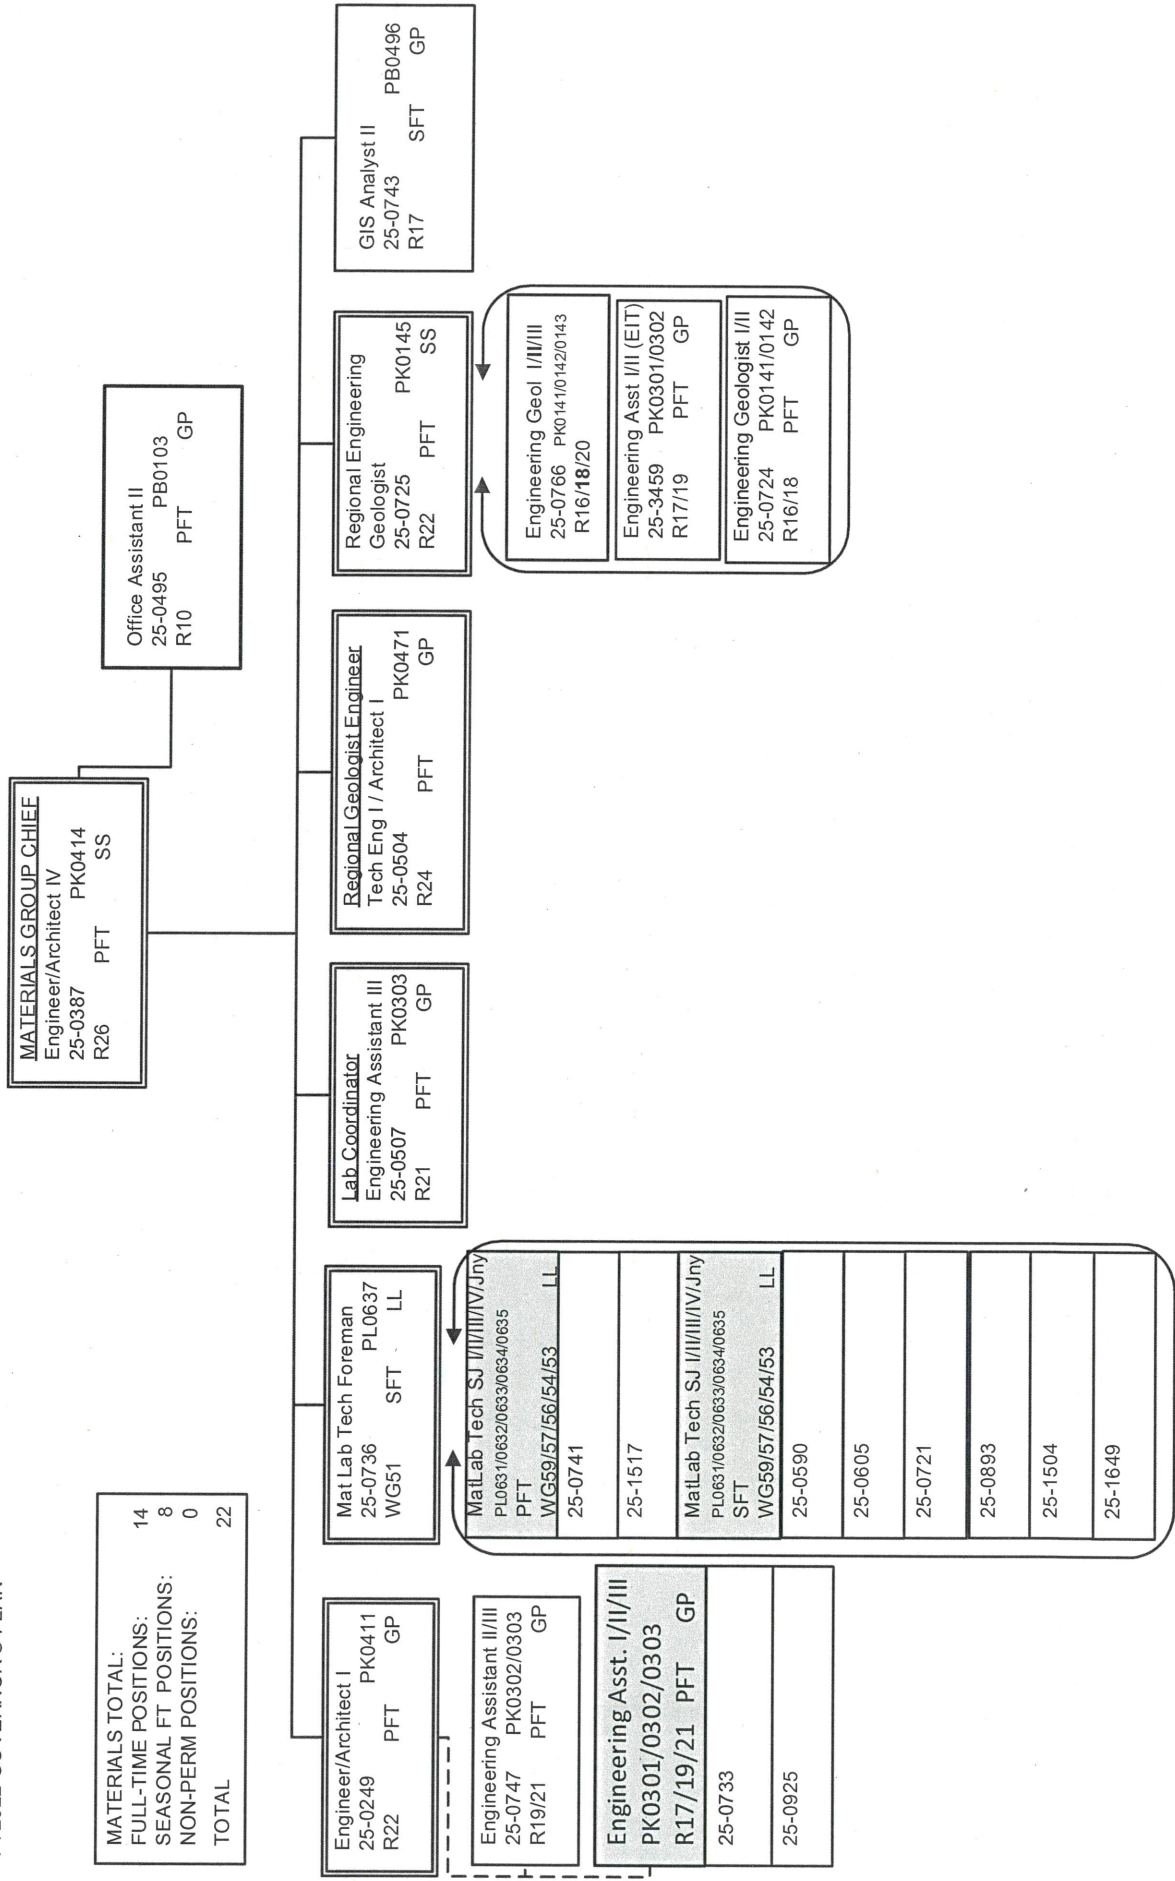 MATERIALS TOTAL:
FULL-TIME POSITIONS: 14
SEASONAL FT POSITIONS: 8
NON-PERM POSITIONS: 0
TOTAL 22
MATERIALS GROUP CHIEF
Engineer/Architect IV
25-0387 PK0414
R26 PFT SS
Office Assistant II
25-0495 PB0103
R10 PFT GP
Engineer/Architect I
25-0249 PK0411
R22 PFT GP
Engineering Assistant II/III
25-0747 PK0302/0303
R19/21 PFT GP
Engineering Asst. I/II/III
PK0301/0302/0303
R17/19/21 PFT GP
25-0733
25-0925
Mat Lab Tech Foreman
25-0736 PL0637
WG51 SFT LL
MatLab Tech SJ I/II/III/IV/Jny
PL0631/0632/0633/0634/0635
PFT
WG59/57/56/54/53 LL
25-0741
25-1517
MatLab Tech SJ I/II/III/IV/Jny
PL0631/0632/0633/0634/0635
SFT
WG59/57/56/54/53 LL
25-0590
25-0605
25-0721
25-0893
25-1504
25-1649
Lab Coordinator
Engineering Assistant III
25-0507 PK0303
R21 PFT GP
Regional Geologist Engineer
Tech Eng I / Architect I
25-0504 PK0471
R24 PFT GP
Regional Engineering
Geologist
25-0725 PK0145
R22 PFT SS
Engineering Geol I/II/III
25-0766 PK0141/0142/0143
R16/18/20
Engineering Asst I/II (EIT)
25-3459 PK0301/0302
R17/19 PFT GP
Engineering Geologist I/II
25-0724 PK0141/0142
R16/18 PFT GP
GIS Analyst II
25-0743 PB0496
R17 SFT GP